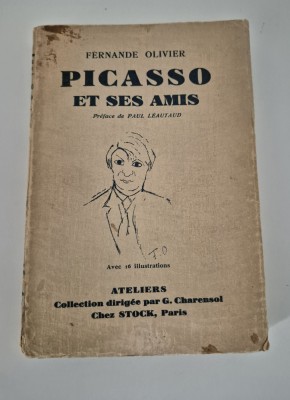 FERNANDE OLIVIER
PICASSO
ET SES AMIS
Préface de PAUL LÉAUTAUD
F. O
Avec 16 illustrations
ATELIERS
Collection dirigée par G. Charensol
Chez STOCK, Paris